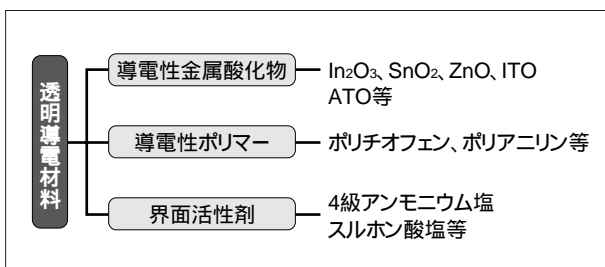 透明導電材料
導電性金属酸化物
In₂O₃、SnO₂、ZnO、ITO
ATO等
導電性ポリマー
ポリチオフェン、ポリアニリン等
界面活性剤
4級アンモニウム塩
スルホン酸塩等